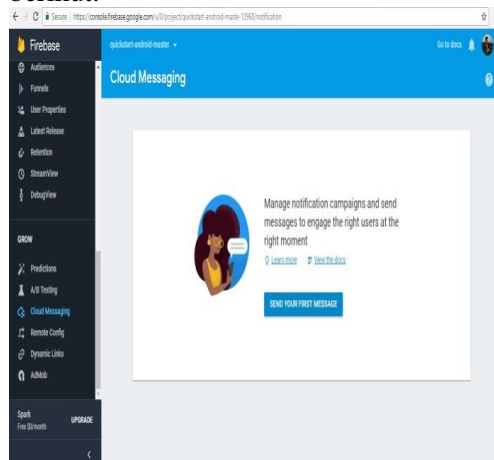 Secure | https://console.firebase.google.com/u/0/project/quickstart-android-maste-13960/notification
Firebase
quickstart-android-master
Go to docs
Cloud Messaging
Audiences
Funnels
User Properties
Latest Release
Retention
StreamView
DebugView
GROW
Predictions
A/B Testing
Cloud Messaging
Remote Config
Dynamic Links
AdMob
Spark
Free $0/month
UPGRADE
Manage notification campaigns and send
messages to engage the right users at the
right moment
Learn more View the docs
SEND YOUR FIRST MESSAGE